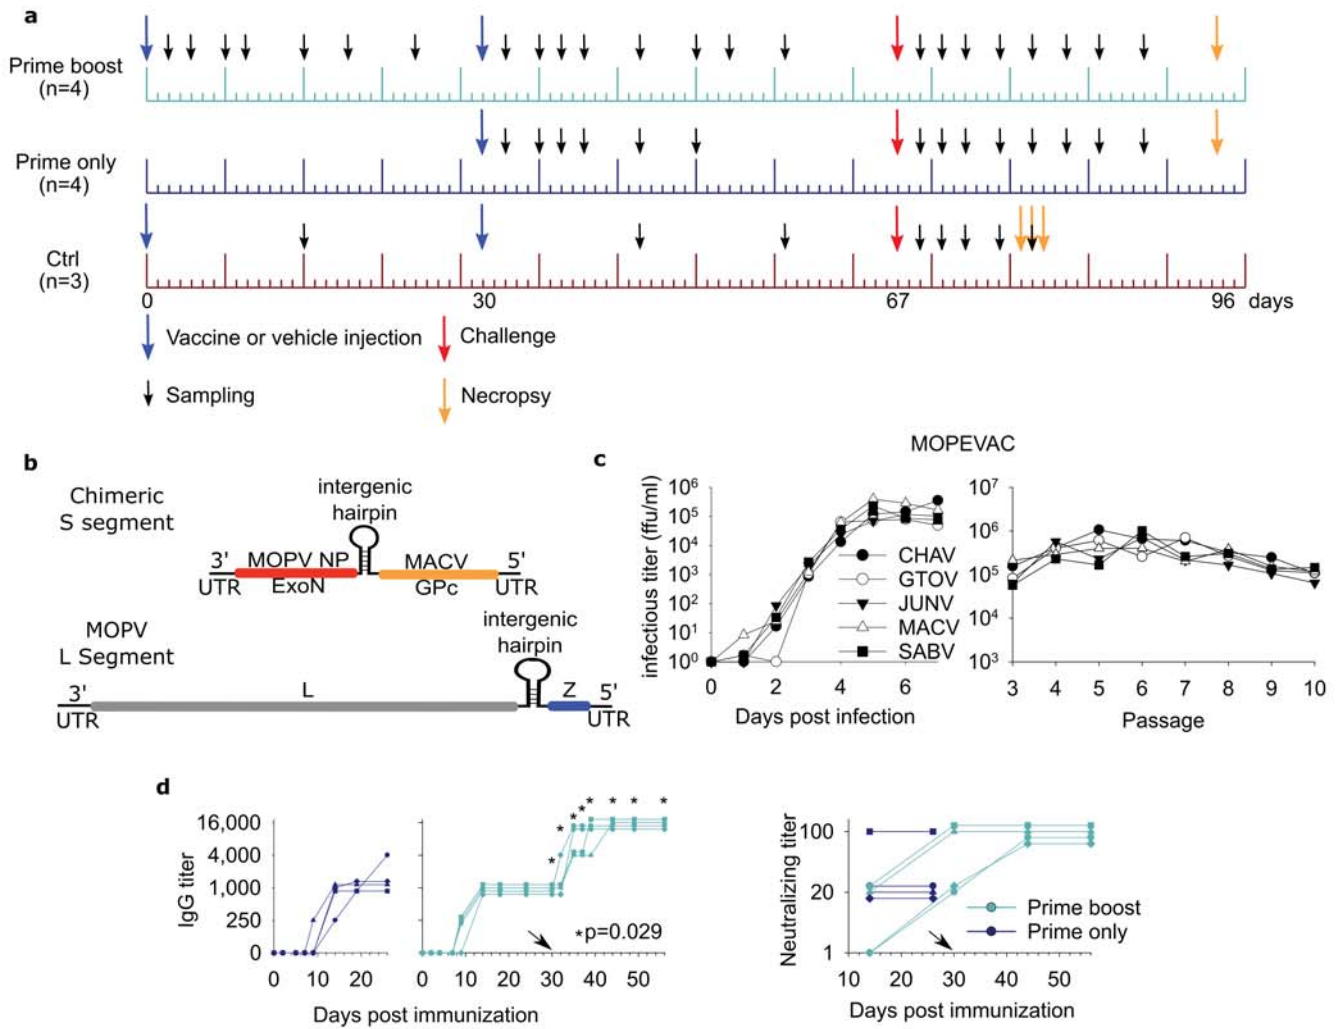 a
Prime boost
(n=4)
Prime only
(n=4)
Ctrl
(n=3)
0 30 67 96 days
Vaccine or vehicle injection
Challenge
Sampling
Necropsy
b
Chimeric
S segment
intergenic
hairpin
3' MOPV NP MACV 5'
UTR ExoN GPc UTR
MOPV
L Segment
intergenic
hairpin
3' L Z 5'
UTR UTR
c
MOPEVAC
infectious titer (ffu/ml)
10^6
10^5
10^4
10^3
10^2
10^1
10^0
0 2 4 6
Days post infection
CHAV
GTOV
JUNV
MACV
SABV
10^7
10^6
10^5
10^4
10^3
3 4 5 6 7 8 9 10
Passage
d
IgG titer
16,000
4,000
1,000
250
0
0 10 20
0 10 20 30 40 50
* * * * * * * *
*p=0.029
Days post immunization
Neutralizing titer
100
20
1
10 20 30 40 50
Days post immunization
Prime boost
Prime only